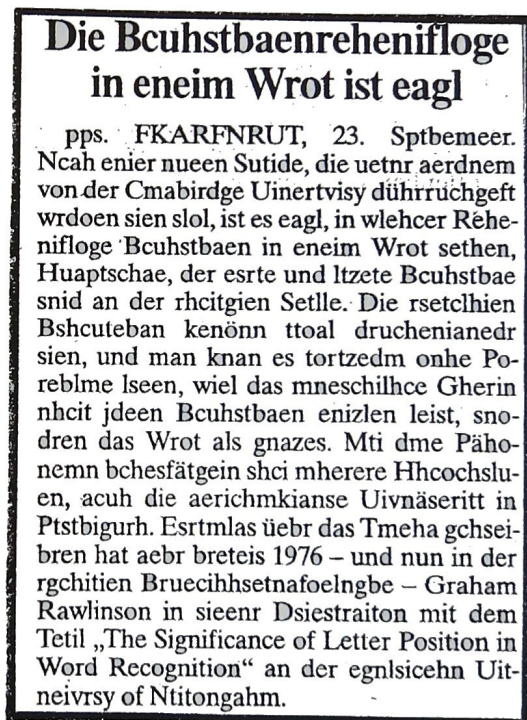 Die Bcuhstbaenrehenifloge
in eneim Wrot ist eagl
pps. FKARFNRUT, 23. Sptbemeer.
Ncah enier nueen Sutide, die uetnr aerdnem
von der Cmabirdge Uinertvisy dührruchgeft
wrdoen sien slol, ist es eagl, in wlehcer Rehe-
nifloge Bcuhstbaen in eneim Wrot sethen,
Huaptschae, der esrte und ltzete Bcuhstbae
snid an der rhcitgien Setlle. Die rsetclhien
Bshcuteban kenönn ttoal druchenianedr
sien, und man knan es tortzedm onhe Po-
reblme lseen, wiel das mneschilhce Gherin
nhcit jdeen Bcuhstbaen enizlen leist, sno-
dren das Wrot als gnazes. Mti dme Päho-
nemn bchesfätgein shci mherere Hhcochslu-
en, acuh die aerichmkianse Uivnäseritt in
Ptstbigurh. Esrtmlas üebr das Tmeha gchsei-
bren hat aebr breteis 1976 – und nun in der
rgchitien Bruecihhsetnafoelngbe – Graham
Rawlinson in sieenr Dsiestraiton mit dem
Tetil „The Significance of Letter Position in
Word Recognition“ an der egnlsicehn Uit-
neivrsy of Ntitongahm.